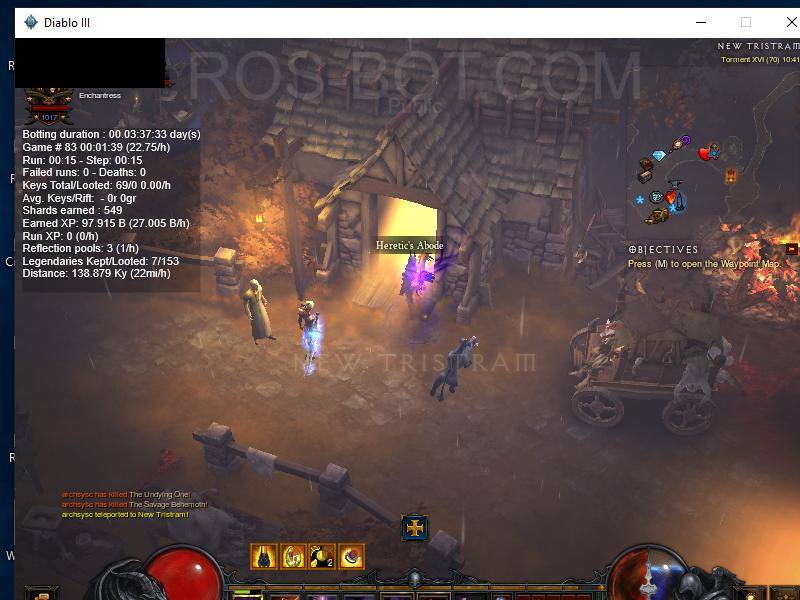 Diablo III
NEW TRISTRAM
Torment XVI (70) 10:41
ROS-BOT.COM
Public
Enchantress
1017
Botting duration : 00.03:37:33 day(s)
Game # 83 00:01:39 (22.75/h)
Run: 00:15 - Step: 00:15
Failed runs: 0 - Deaths: 0
Keys Total/Looted: 69/0 0.00/h
Avg. Keys/Rift: - 0r 0gr
Shards earned : 549
Earned XP: 97.915 B (27.005 B/h)
Run XP: 0 (0/h)
Reflection pools: 3 (1/h)
Legendaries Kept/Looted: 7/153
Distance: 138.879 Ky (22mi/h)
Heretic's Abode
OBJECTIVES
Press (M) to open the Waypoint Map.
NEW TRISTRAM
archsysc has killed The Undying One!
archsysc has killed The Savage Behemoth!
archsysc teleported to New Tristram!
2